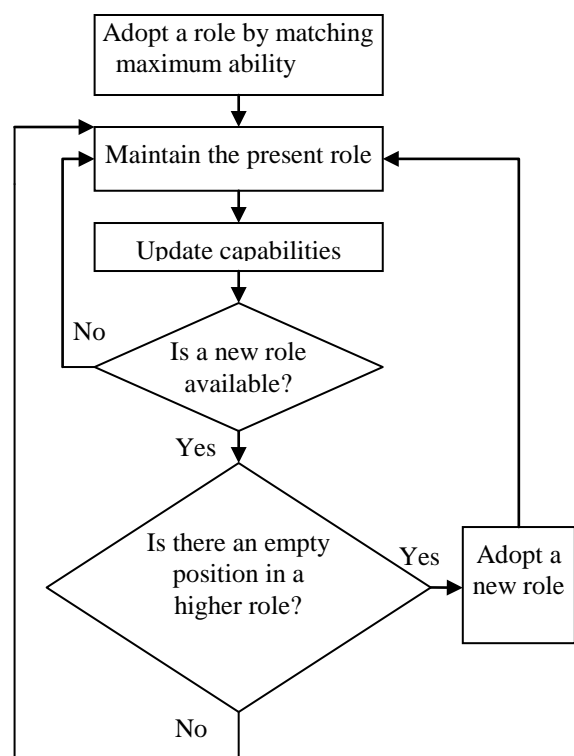 Adopt a role by matching
maximum ability
Maintain the present role
Update capabilities
No
Is a new role
available?
Yes
Is there an empty
position in a
higher role?
Yes
Adopt a
new role
No